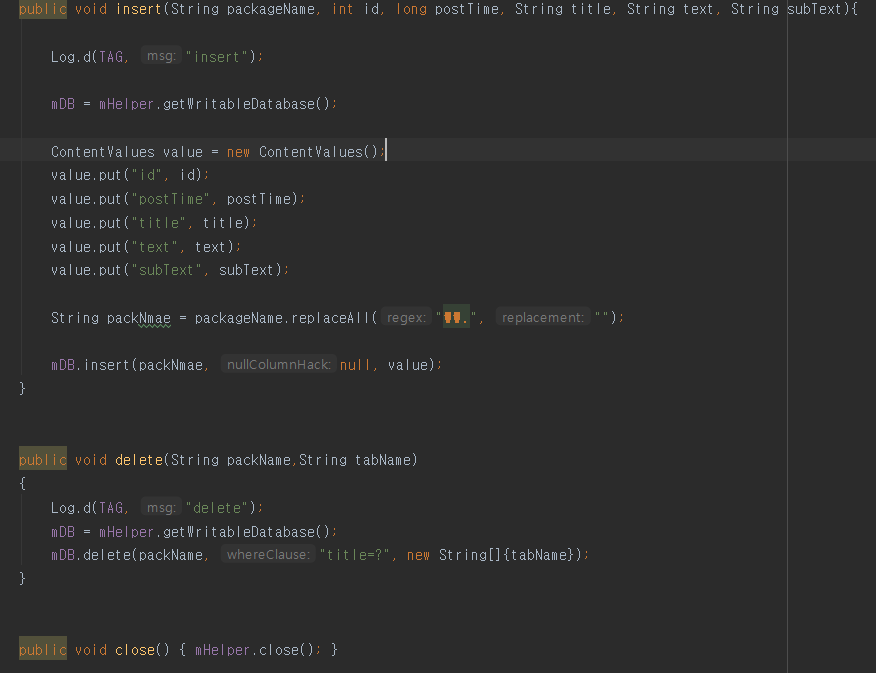 public void insert(String packageName, int id, long postTime, String title, String text, String subText){
Log.d(TAG, msg: "insert");
mDB = mHelper.getWritableDatabase();
ContentValues value = new ContentValues();
value.put("id", id);
value.put("postTime", postTime);
value.put("title", title);
value.put("text", text);
value.put("subText", subText);
String packNmae = packageName.replaceAll( regex: "₩₩.", replacement: "");
mDB.insert(packNmae, nullColumnHack: null, value);
}
public void delete(String packName,String tabName)
{
Log.d(TAG, msg: "delete");
mDB = mHelper.getWritableDatabase();
mDB.delete(packName, whereClause: "title=?", new String[]{tabName});
}
public void close() { mHelper.close(); }